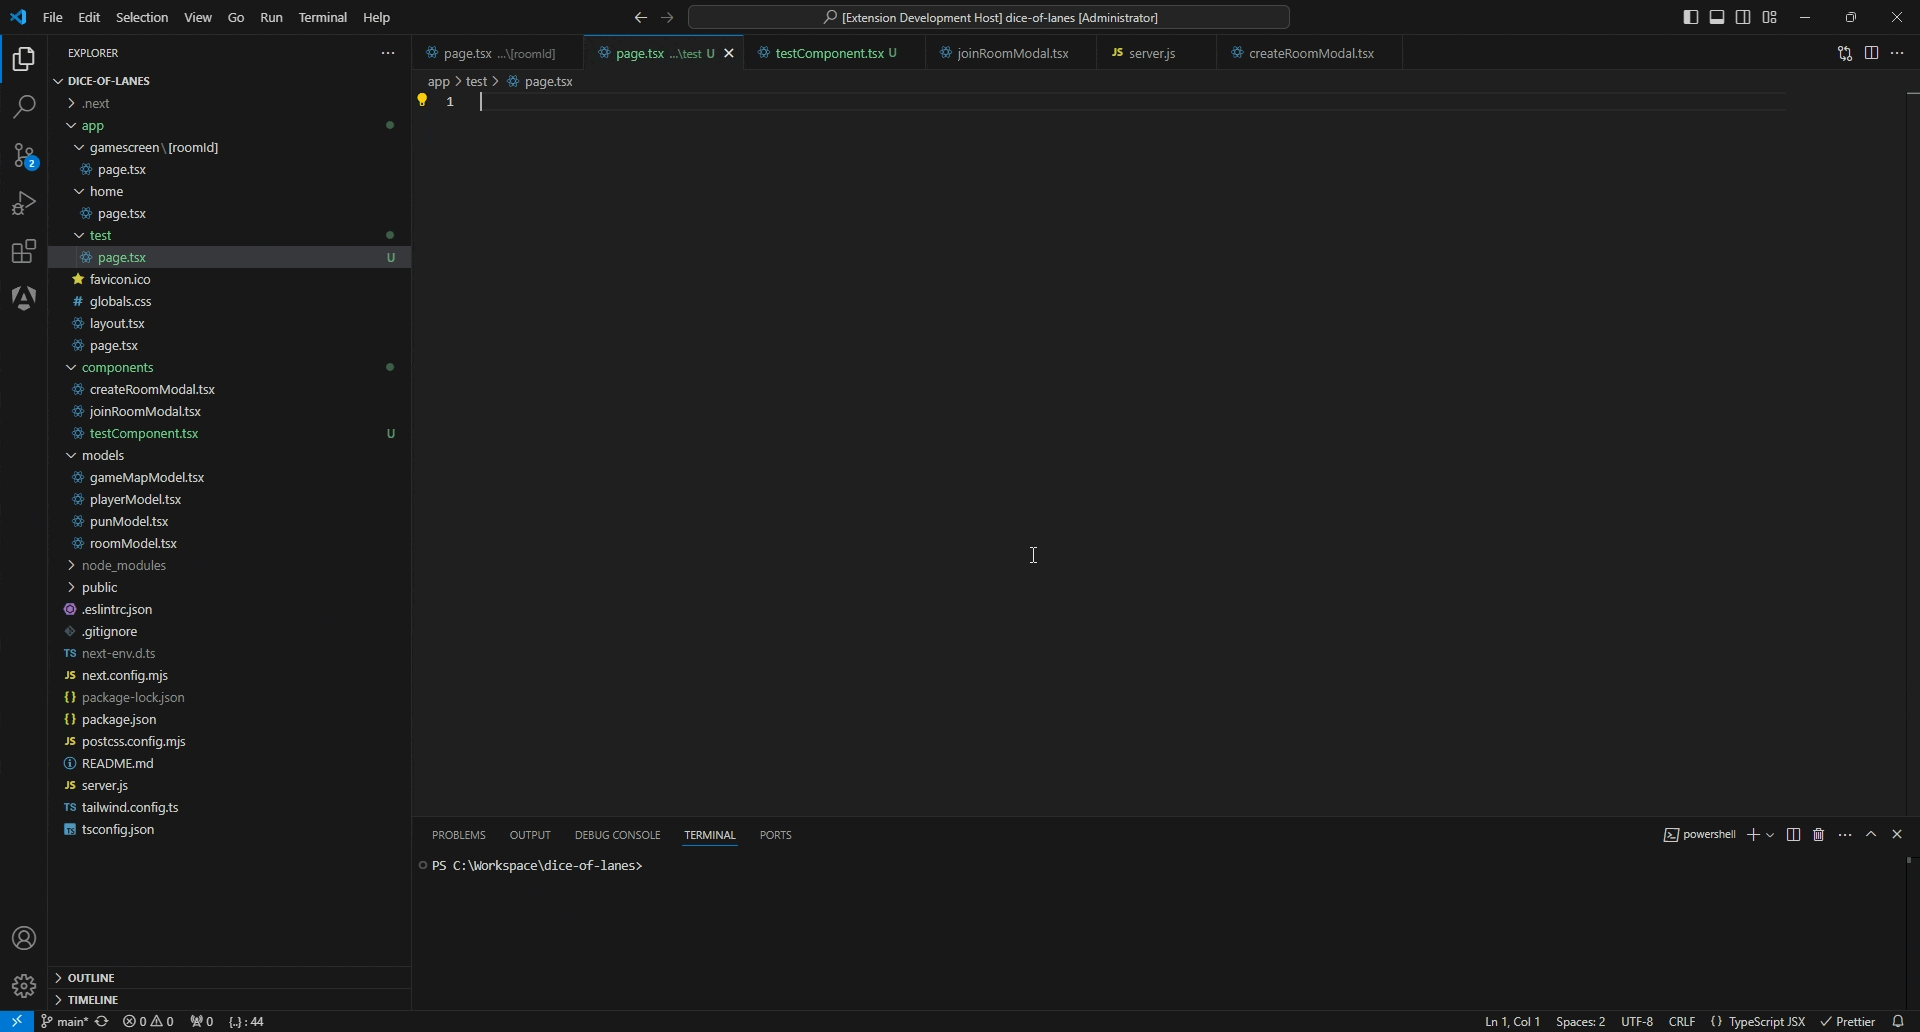 File Edit Selection View Go Run Terminal Help
[Extension Development Host] dice-of-lanes [Administrator]
EXPLORER
DICE-OF-LANES
.next
app
gamescreen\[roomId]
page.tsx
home
page.tsx
test
page.tsx U
favicon.ico
# globals.css
layout.tsx
page.tsx
components
createRoomModal.tsx
joinRoomModal.tsx
testComponent.tsx U
models
gameMapModel.tsx
playerModel.tsx
punModel.tsx
roomModel.tsx
node_modules
public
.eslintrc.json
.gitignore
TS next-env.d.ts
JS next.config.mjs
{} package-lock.json
{} package.json
JS postcss.config.mjs
README.md
JS server.js
TS tailwind.config.ts
TS tsconfig.json
OUTLINE
TIMELINE
page.tsx ...\[roomId] page.tsx ...\test U testComponent.tsx U joinRoomModal.tsx JS server.js createRoomModal.tsx
app > test > page.tsx
1
PROBLEMS OUTPUT DEBUG CONSOLE TERMINAL PORTS
powershell
PS C:\Workspace\dice-of-lanes>
2
main* 0 0 0 {..} : 44
Ln 1, Col 1 Spaces: 2 UTF-8 CRLF {} TypeScript JSX Prettier